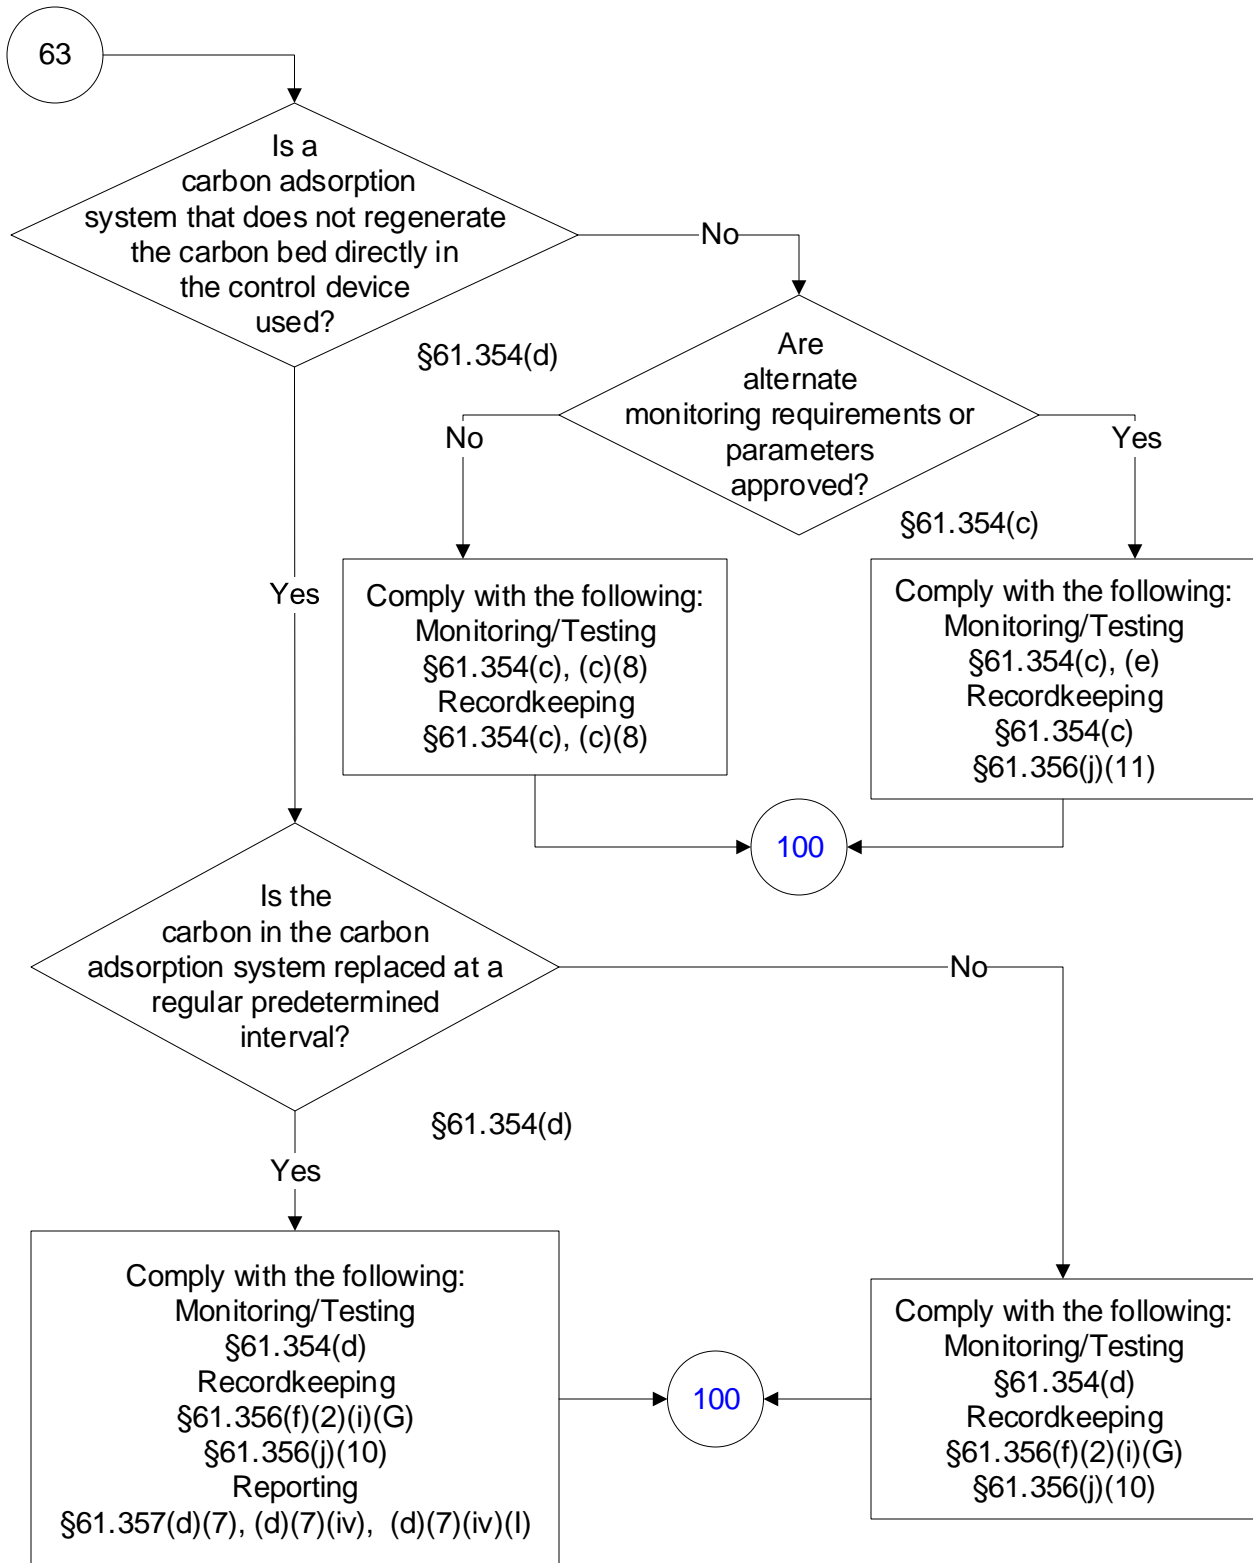 63
Is a
carbon adsorption
system that does not regenerate
the carbon bed directly in
the control device
used?
No
§61.354(d)
Are
alternate
monitoring requirements or
parameters
approved?
No
Yes
§61.354(c)
Yes
Comply with the following:
Monitoring/Testing
§61.354(c), (c)(8)
Recordkeeping
§61.354(c), (c)(8)
Comply with the following:
Monitoring/Testing
§61.354(c), (e)
Recordkeeping
§61.354(c)
§61.356(j)(11)
100
Is the
carbon in the carbon
adsorption system replaced at a
regular predetermined
interval?
No
§61.354(d)
Yes
Comply with the following:
Monitoring/Testing
§61.354(d)
Recordkeeping
§61.356(f)(2)(i)(G)
§61.356(j)(10)
Reporting
§61.357(d)(7), (d)(7)(iv), (d)(7)(iv)(I)
100
Comply with the following:
Monitoring/Testing
§61.354(d)
Recordkeeping
§61.356(f)(2)(i)(G)
§61.356(j)(10)